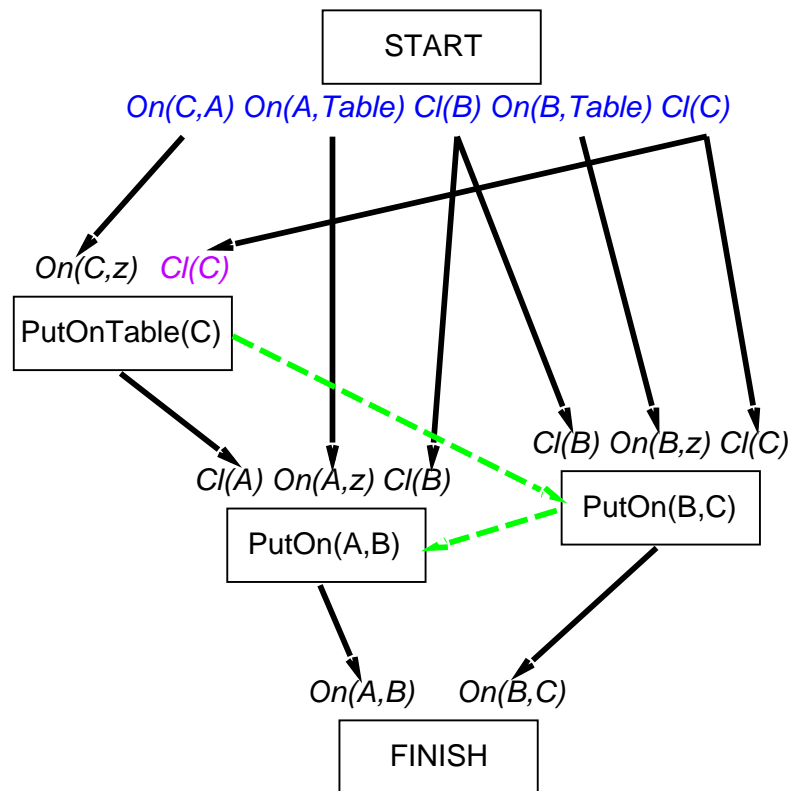 START
On(C,A) On(A,Table) Cl(B) On(B,Table) Cl(C)
On(C,z) Cl(C)
PutOnTable(C)
Cl(B) On(B,z) Cl(C)
Cl(A) On(A,z) Cl(B)
PutOn(B,C)
PutOn(A,B)
On(A,B) On(B,C)
FINISH